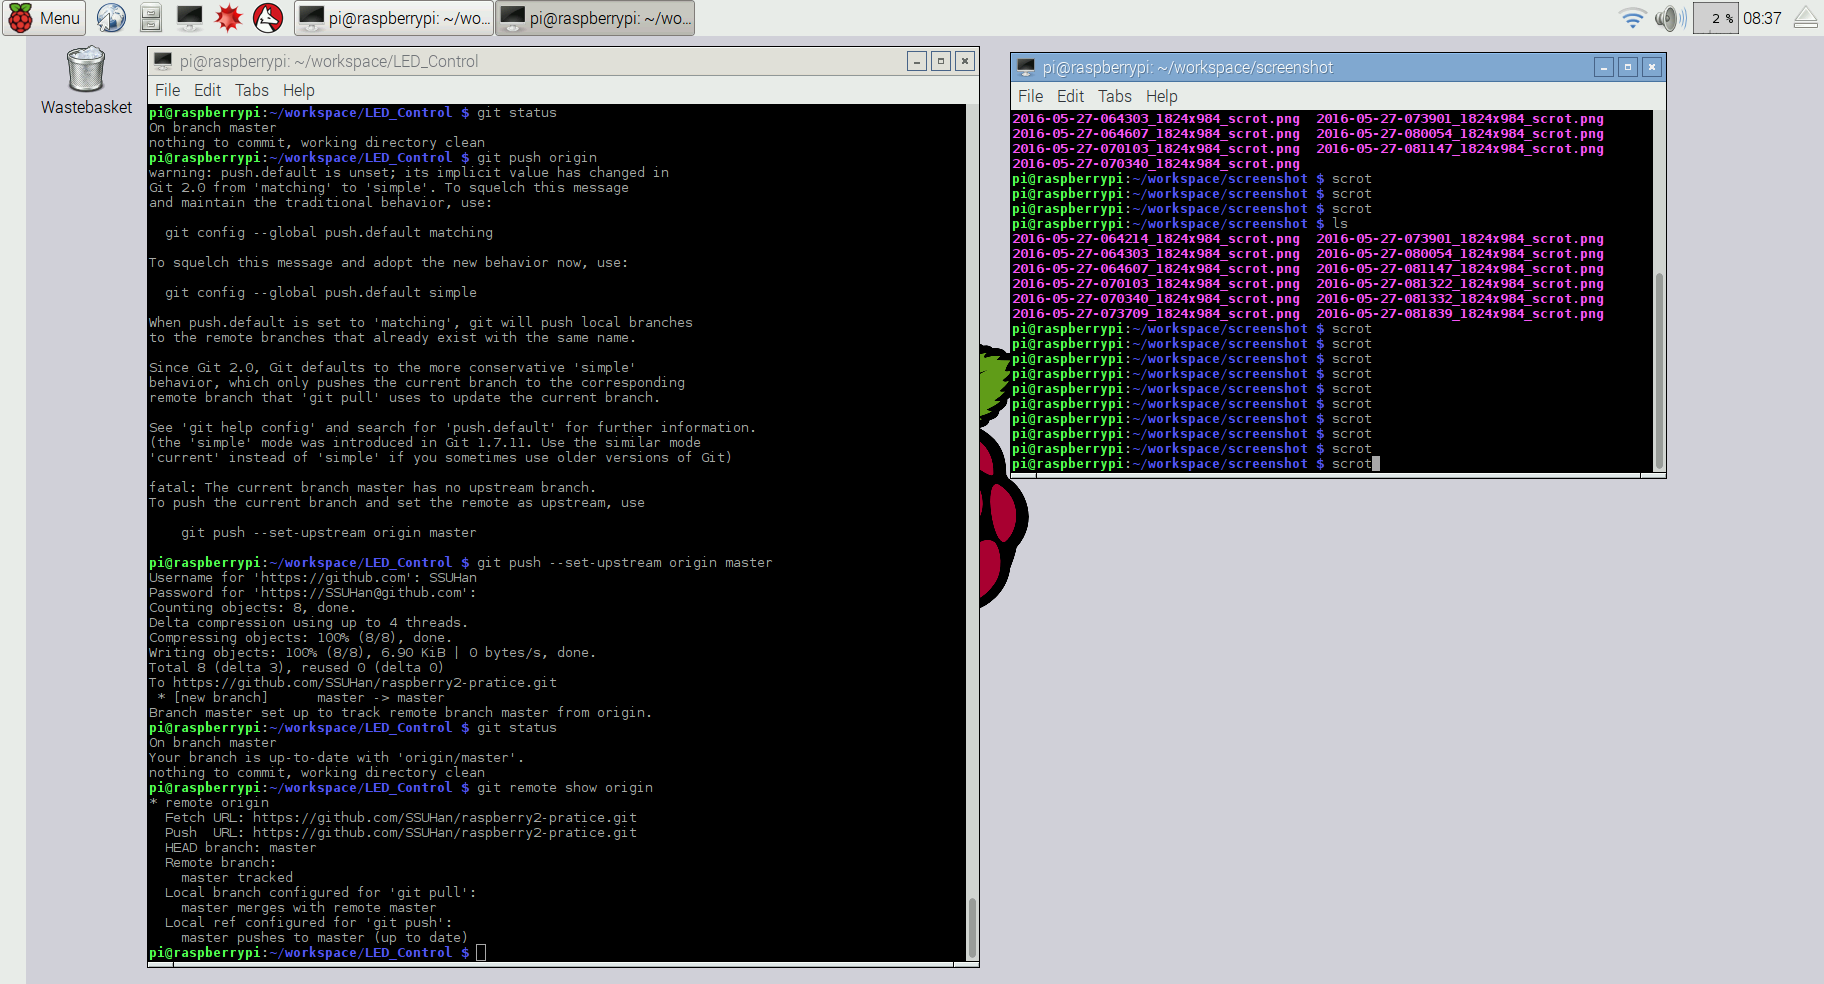 Menu
pi@raspberrypi: ~/wo...
pi@raspberrypi: ~/wo...
2 %
08:37
Wastebasket
pi@raspberrypi: ~/workspace/LED_Control
File Edit Tabs Help
pi@raspberrypi:~/workspace/LED_Control $ git status
On branch master
nothing to commit, working directory clean
pi@raspberrypi:~/workspace/LED_Control $ git push origin
warning: push.default is unset; its implicit value has changed in
Git 2.0 from 'matching' to 'simple'. To squelch this message
and maintain the traditional behavior, use:
  git config --global push.default matching
To squelch this message and adopt the new behavior now, use:
  git config --global push.default simple
When push.default is set to 'matching', git will push local branches
to the remote branches that already exist with the same name.
Since Git 2.0, Git defaults to the more conservative 'simple'
behavior, which only pushes the current branch to the corresponding
remote branch that 'git pull' uses to update the current branch.
See 'git help config' and search for 'push.default' for further information.
(the 'simple' mode was introduced in Git 1.7.11. Use the similar mode
'current' instead of 'simple' if you sometimes use older versions of Git)
fatal: The current branch master has no upstream branch.
To push the current branch and set the remote as upstream, use
    git push --set-upstream origin master
pi@raspberrypi:~/workspace/LED_Control $ git push --set-upstream origin master
Username for 'https://github.com': SSUHan
Password for 'https://SSUHan@github.com':
Counting objects: 8, done.
Delta compression using up to 4 threads.
Compressing objects: 100% (8/8), done.
Writing objects: 100% (8/8), 6.90 KiB | 0 bytes/s, done.
Total 8 (delta 3), reused 0 (delta 0)
To https://github.com/SSUHan/raspberry2-pratice.git
 * [new branch]      master -> master
Branch master set up to track remote branch master from origin.
pi@raspberrypi:~/workspace/LED_Control $ git status
On branch master
Your branch is up-to-date with 'origin/master'.
nothing to commit, working directory clean
pi@raspberrypi:~/workspace/LED_Control $ git remote show origin
* remote origin
  Fetch URL: https://github.com/SSUHan/raspberry2-pratice.git
  Push  URL: https://github.com/SSUHan/raspberry2-pratice.git
  HEAD branch: master
  Remote branch:
    master tracked
  Local branch configured for 'git pull':
    master merges with remote master
  Local ref configured for 'git push':
    master pushes to master (up to date)
pi@raspberrypi:~/workspace/LED_Control $
pi@raspberrypi: ~/workspace/screenshot
File Edit Tabs Help
2016-05-27-064303_1824x984_scrot.png  2016-05-27-073901_1824x984_scrot.png
2016-05-27-064607_1824x984_scrot.png  2016-05-27-080054_1824x984_scrot.png
2016-05-27-070103_1824x984_scrot.png  2016-05-27-081147_1824x984_scrot.png
2016-05-27-070340_1824x984_scrot.png
pi@raspberrypi:~/workspace/screenshot $ scrot
pi@raspberrypi:~/workspace/screenshot $ scrot
pi@raspberrypi:~/workspace/screenshot $ scrot
pi@raspberrypi:~/workspace/screenshot $ ls
2016-05-27-064214_1824x984_scrot.png  2016-05-27-073901_1824x984_scrot.png
2016-05-27-064303_1824x984_scrot.png  2016-05-27-080054_1824x984_scrot.png
2016-05-27-064607_1824x984_scrot.png  2016-05-27-081147_1824x984_scrot.png
2016-05-27-070103_1824x984_scrot.png  2016-05-27-081322_1824x984_scrot.png
2016-05-27-070340_1824x984_scrot.png  2016-05-27-081332_1824x984_scrot.png
2016-05-27-073709_1824x984_scrot.png  2016-05-27-081839_1824x984_scrot.png
pi@raspberrypi:~/workspace/screenshot $ scrot
pi@raspberrypi:~/workspace/screenshot $ scrot
pi@raspberrypi:~/workspace/screenshot $ scrot
pi@raspberrypi:~/workspace/screenshot $ scrot
pi@raspberrypi:~/workspace/screenshot $ scrot
pi@raspberrypi:~/workspace/screenshot $ scrot
pi@raspberrypi:~/workspace/screenshot $ scrot
pi@raspberrypi:~/workspace/screenshot $ scrot
pi@raspberrypi:~/workspace/screenshot $ scrot
pi@raspberrypi:~/workspace/screenshot $ scrot